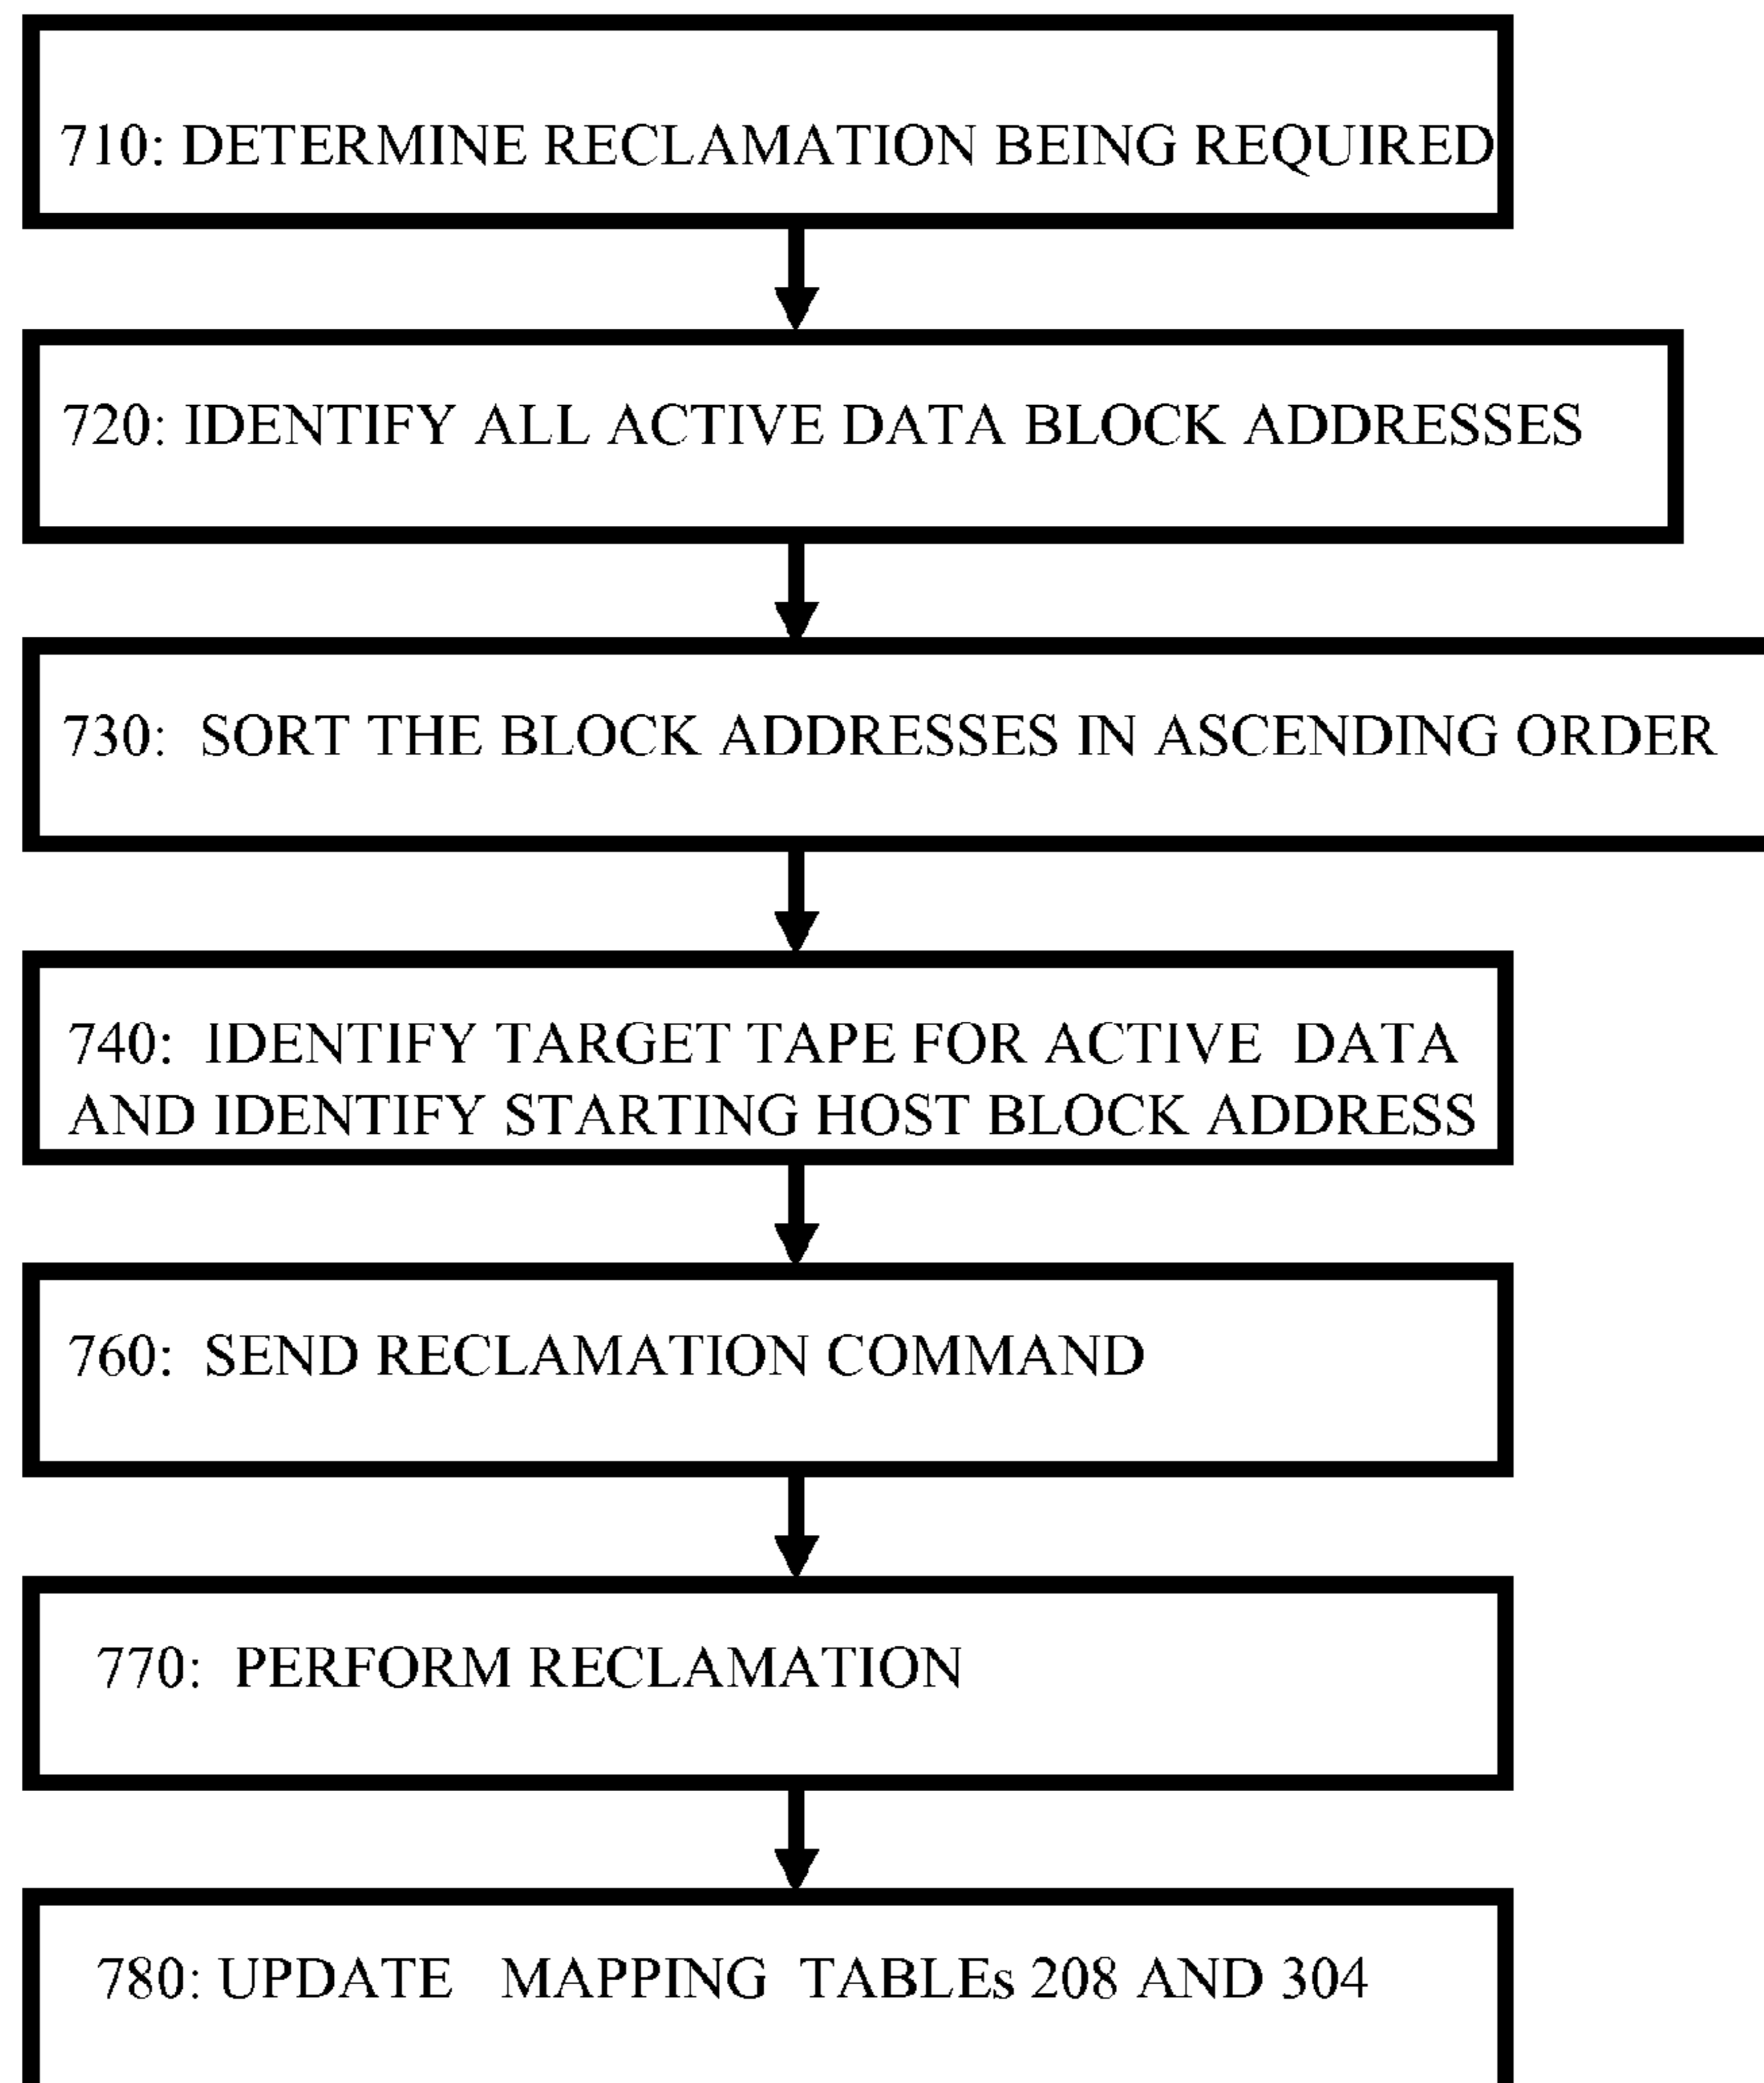 710: DETERMINE RECLAMATION BEING REQUIRED
720: IDENTIFY ALL ACTIVE DATA BLOCK ADDRESSES
730: SORT THE BLOCK ADDRESSES IN ASCENDING ORDER
740: IDENTIFY TARGET TAPE FOR ACTIVE DATA
AND IDENTIFY STARTING HOST BLOCK ADDRESS
760: SEND RECLAMATION COMMAND
770: PERFORM RECLAMATION
780: UPDATE MAPPING TABLEs 208 AND 304